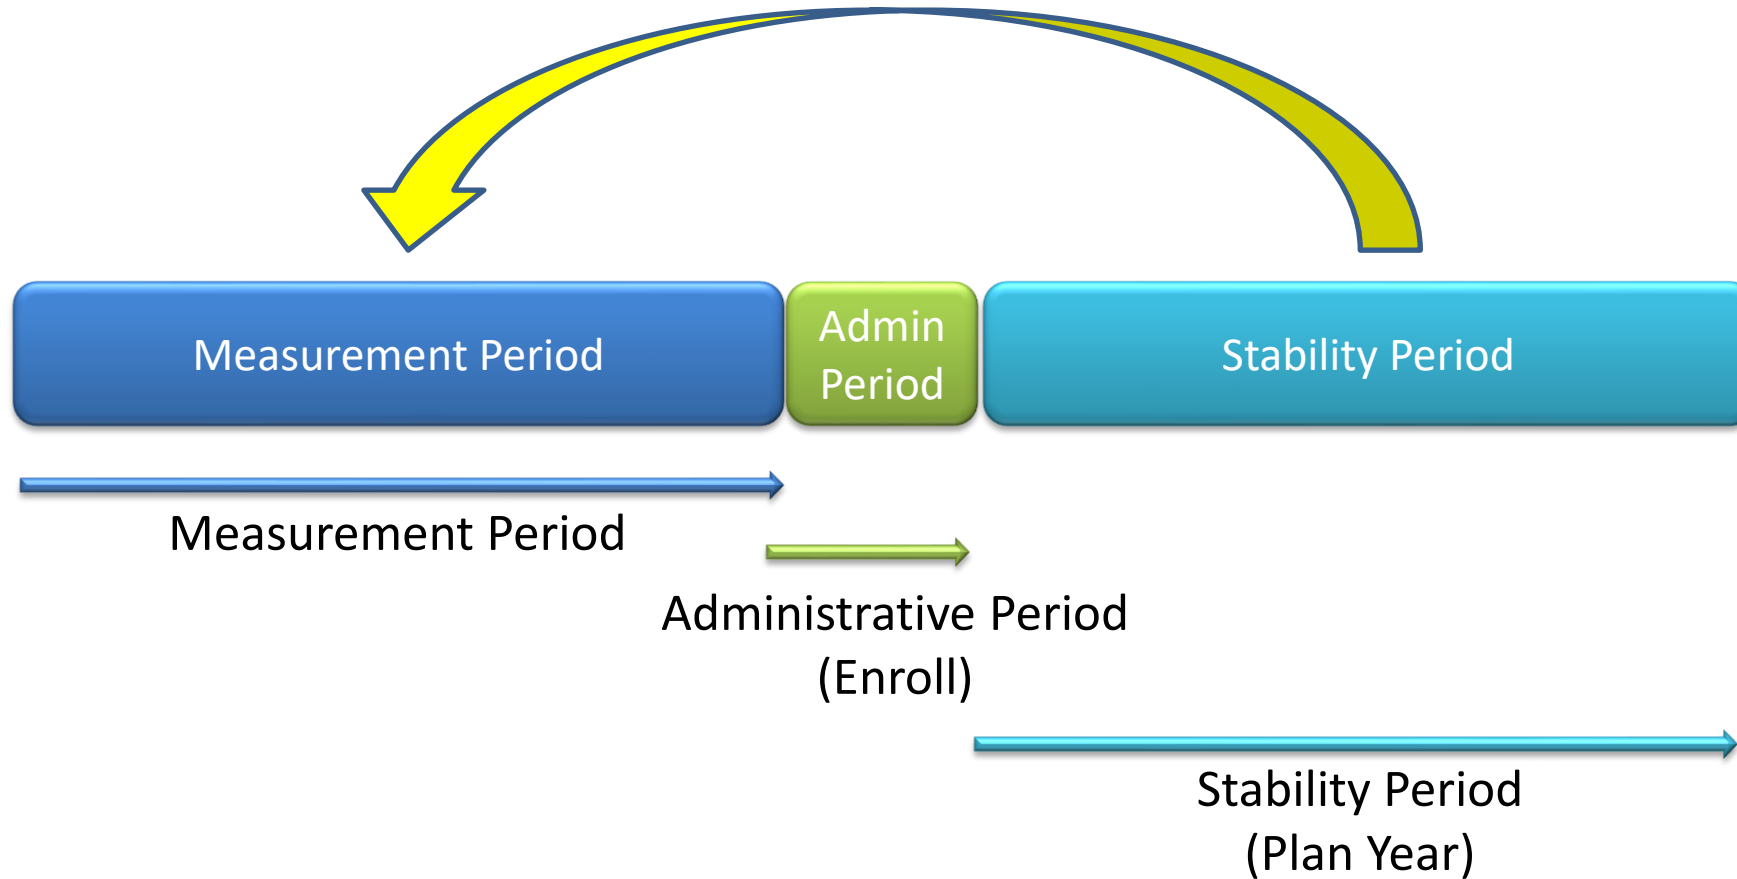 Measurement Period
Admin
Period
Stability Period
Measurement Period
Administrative Period
(Enroll)
Stability Period
(Plan Year)